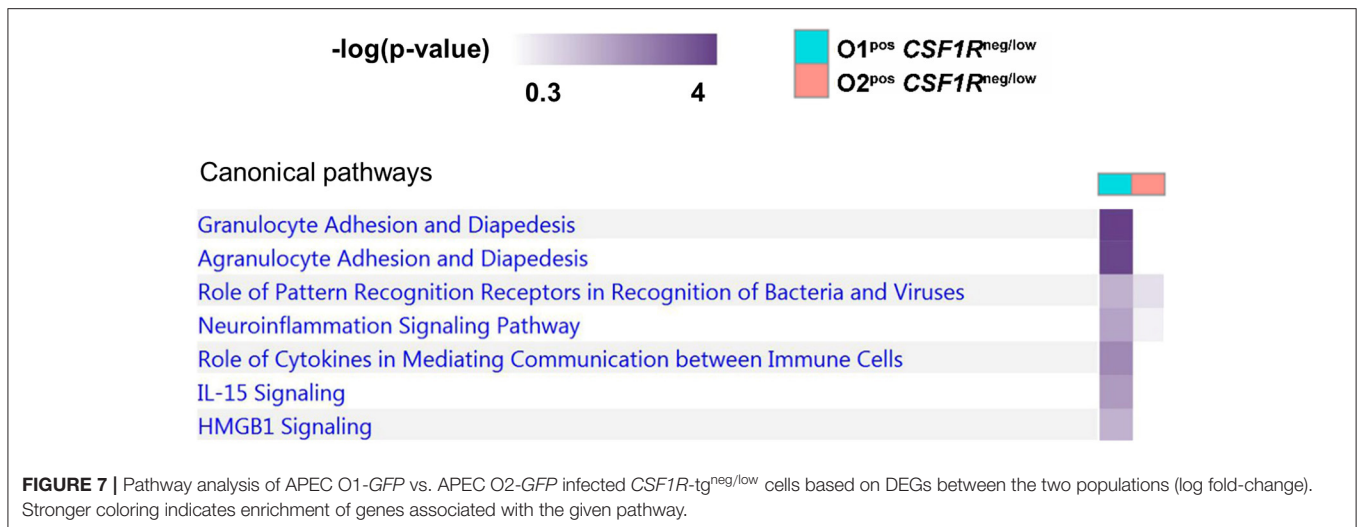 -log(p-value)
0.3 4
O1pos CSF1Rneg/low
O2pos CSF1Rneg/low
Canonical pathways
Granulocyte Adhesion and Diapedesis
Agranulocyte Adhesion and Diapedesis
Role of Pattern Recognition Receptors in Recognition of Bacteria and Viruses
Neuroinflammation Signaling Pathway
Role of Cytokines in Mediating Communication between Immune Cells
IL-15 Signaling
HMGB1 Signaling
FIGURE 7 | Pathway analysis of APEC O1-GFP vs. APEC O2-GFP infected CSF1R-tgneg/low cells based on DEGs between the two populations (log fold-change).
Stronger coloring indicates enrichment of genes associated with the given pathway.